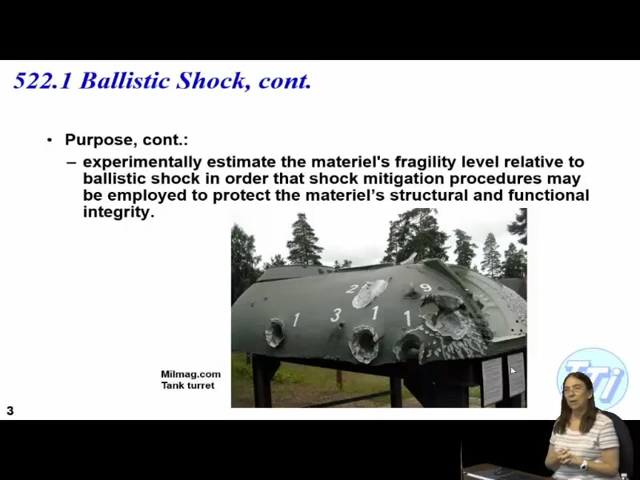 522.1 Ballistic Shock, cont.
• Purpose, cont.:
– experimentally estimate the materiel's fragility level relative to
ballistic shock in order that shock mitigation procedures may
be employed to protect the materiel's structural and functional
integrity.
2
9
1
3
1
1
Milmag.com
Tank turret
TTi
3